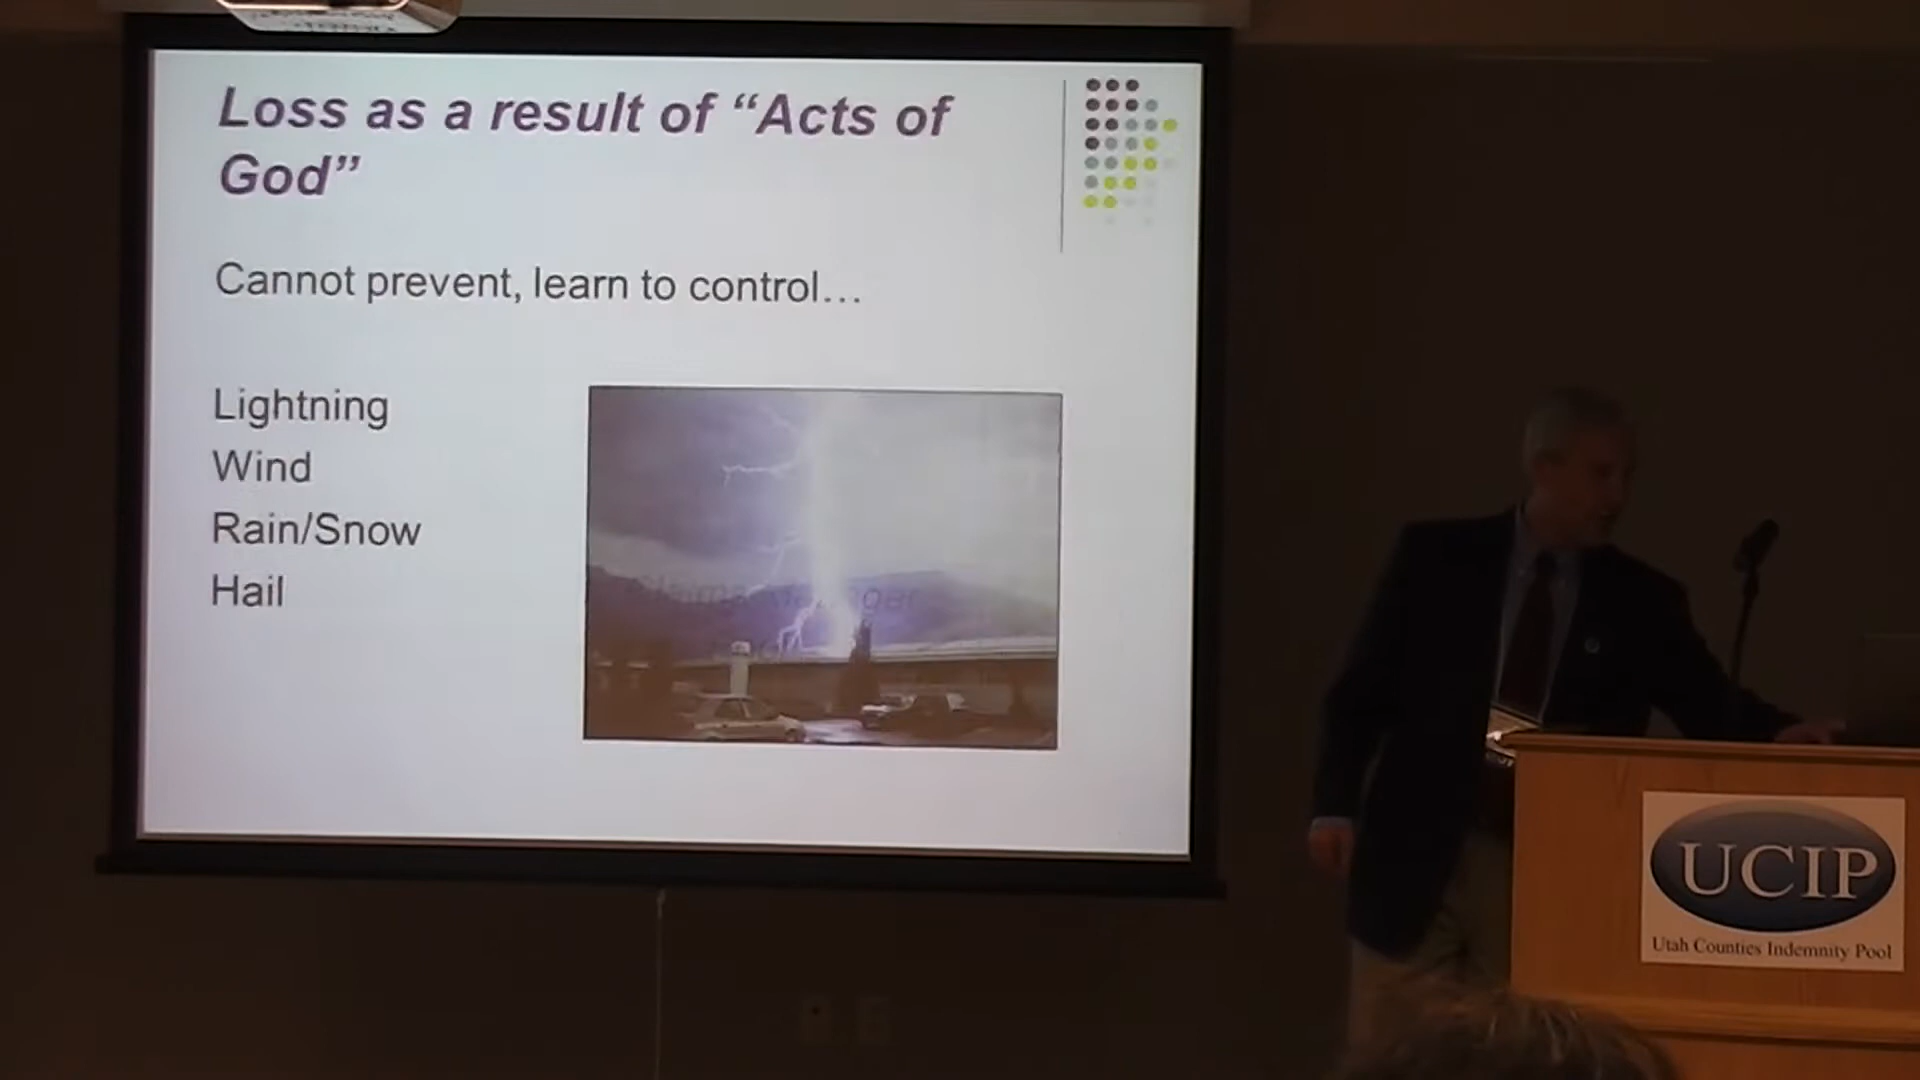 Loss as a result of “Acts of
God”
Cannot prevent, learn to control…
Lightning
Wind
Rain/Snow
Hail
UCIP
Utah Counties Indemnity Pool